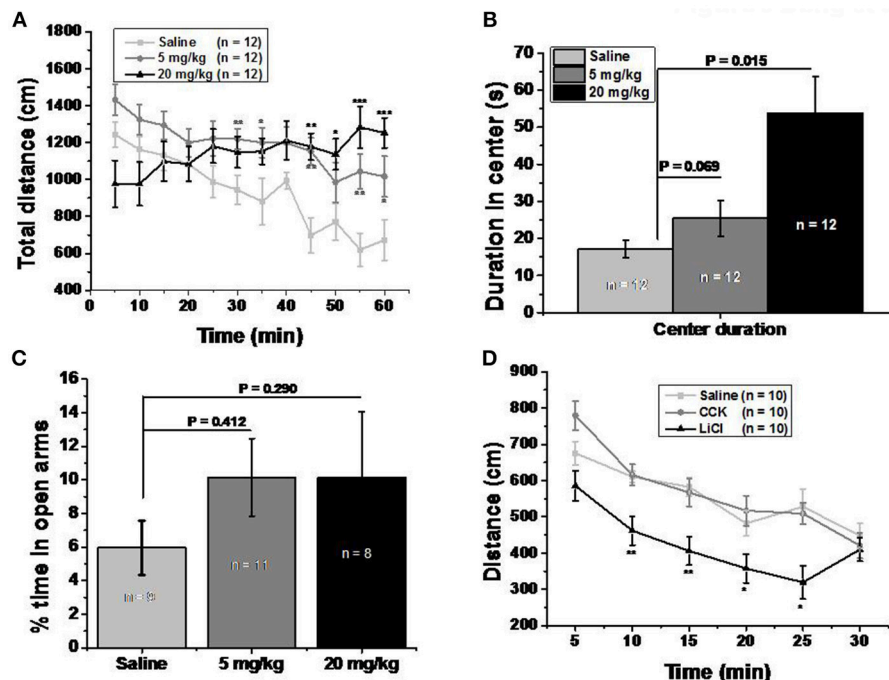 A
Saline (n = 12)
5 mg/kg (n = 12)
20 mg/kg (n = 12)
Total distance (cm)
1800
1600
1400
1200
1000
800
600
400
** * ** * *** ***
** ** *
0 10 20 30 40 50 60
Time (min)
B
Saline
5 mg/kg
20 mg/kg
P = 0.015
P = 0.069
Duration in center (s)
70
60
50
40
30
20
10
0
n = 12
n = 12
n = 12
Center duration
C
P = 0.290
P = 0.412
% time in open arms
16
14
12
10
8
6
4
2
0
n = 9
n = 11
n = 8
Saline 5 mg/kg 20 mg/kg
D
Saline (n = 10)
CCK (n = 10)
LiCl (n = 10)
Distance (cm)
900
800
700
600
500
400
300
200
** ** * *
5 10 15 20 25 30
Time (min)